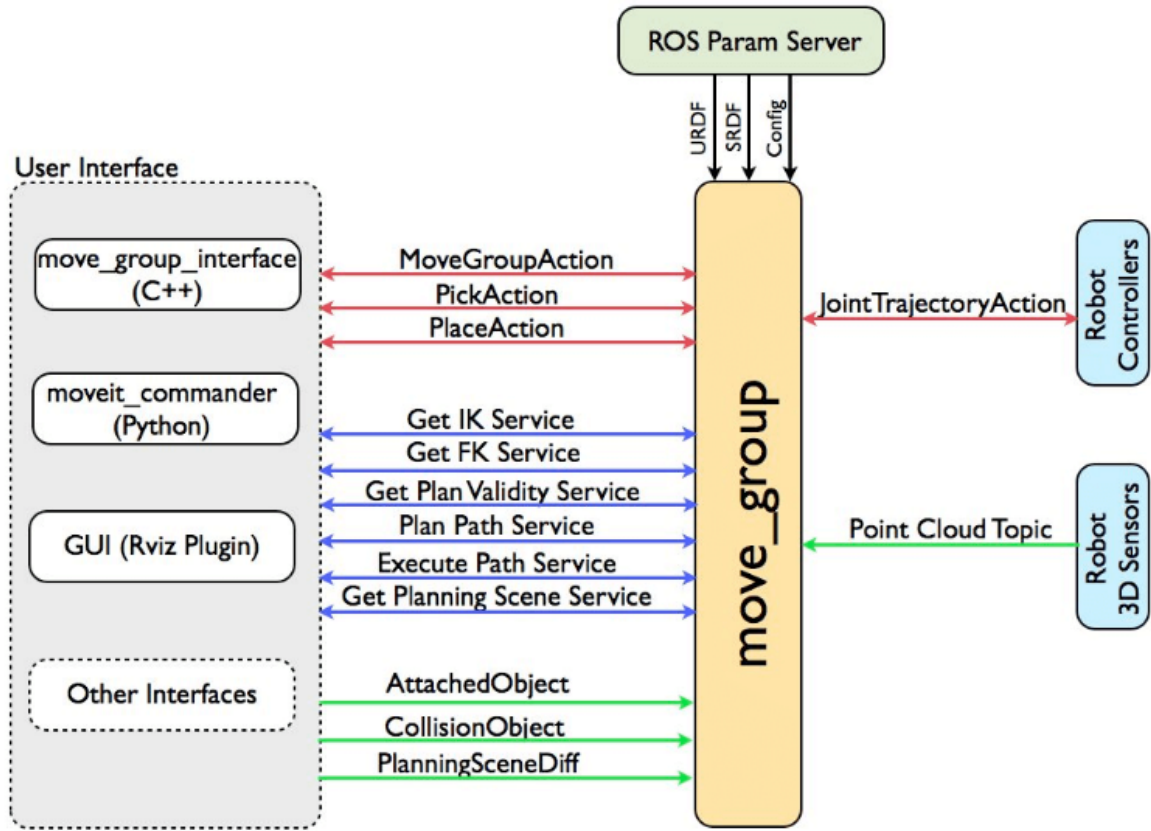 ROS Param Server
URDF
SRDF
Config
User Interface
move_group_interface
(C++)
moveit_commander
(Python)
GUI (Rviz Plugin)
Other Interfaces
MoveGroupAction
PickAction
PlaceAction
Get IK Service
Get FK Service
Get Plan Validity Service
Plan Path Service
Execute Path Service
Get Planning Scene Service
AttachedObject
CollisionObject
PlanningSceneDiff
move_group
JointTrajectoryAction
Point Cloud Topic
Robot
Controllers
Robot
3D Sensors